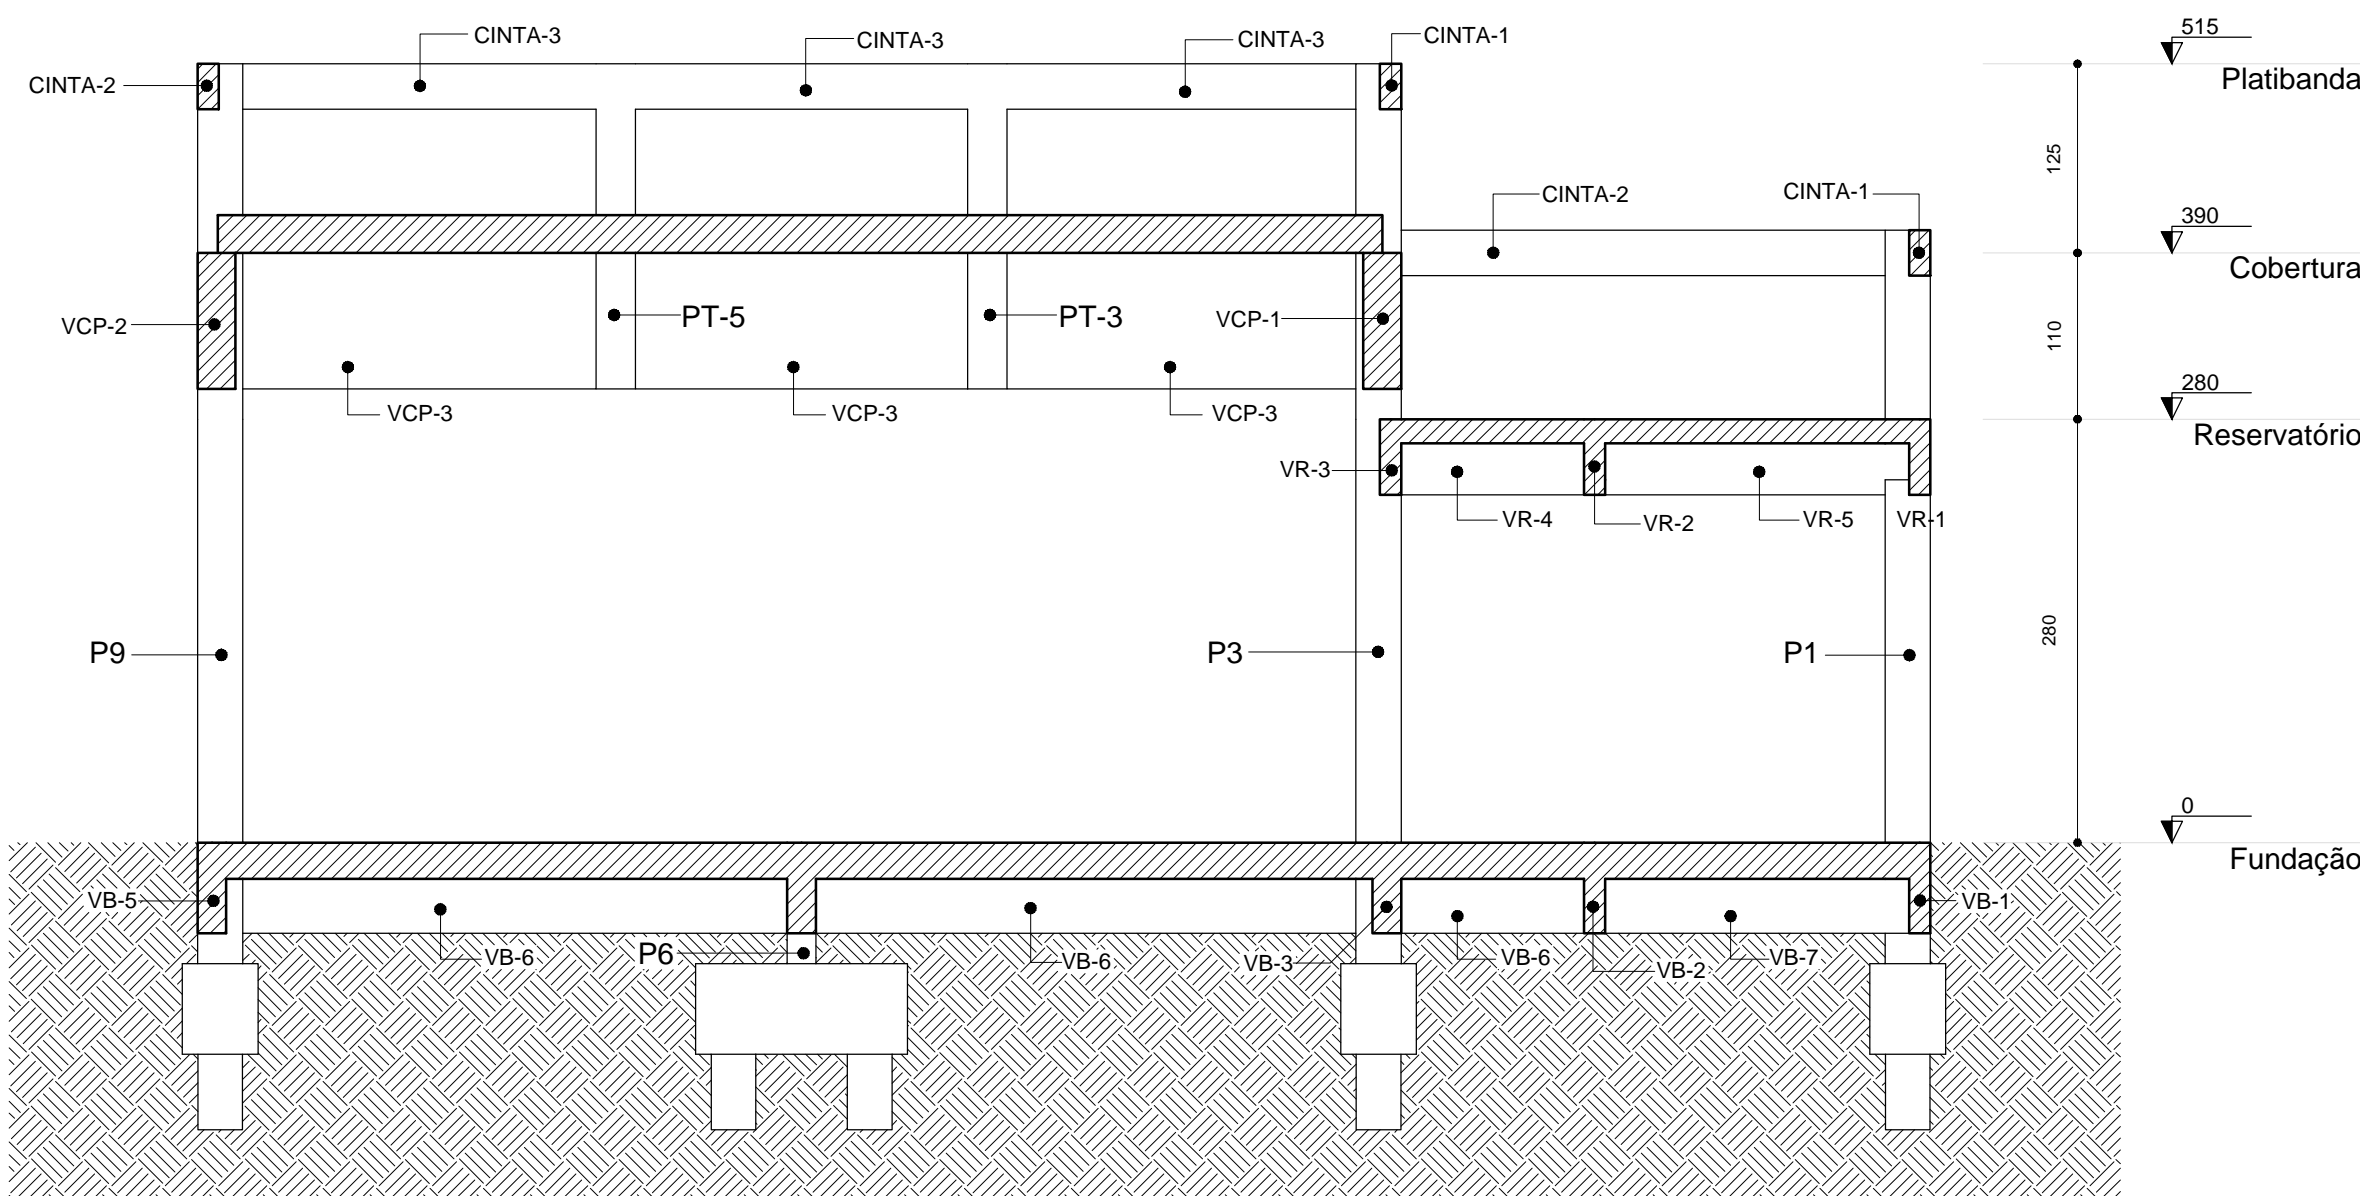 515
CINTA-3
CINTA-3
CINTA-3
CINTA-1
Platibanda
CINTA-2
125
CINTA-2
CINTA-1
390
Cobertura
VCP-2
PT-5
PT-3
VCP-1
110
280
VCP-3
VCP-3
VCP-3
Reservatório
VR-3
VR-4
VR-2
VR-5
VR-1
280
P9
P3
P1
0
Fundação
VB-5
VB-1
VB-6
P6
VB-6
VB-3
VB-6
VB-2
VB-7